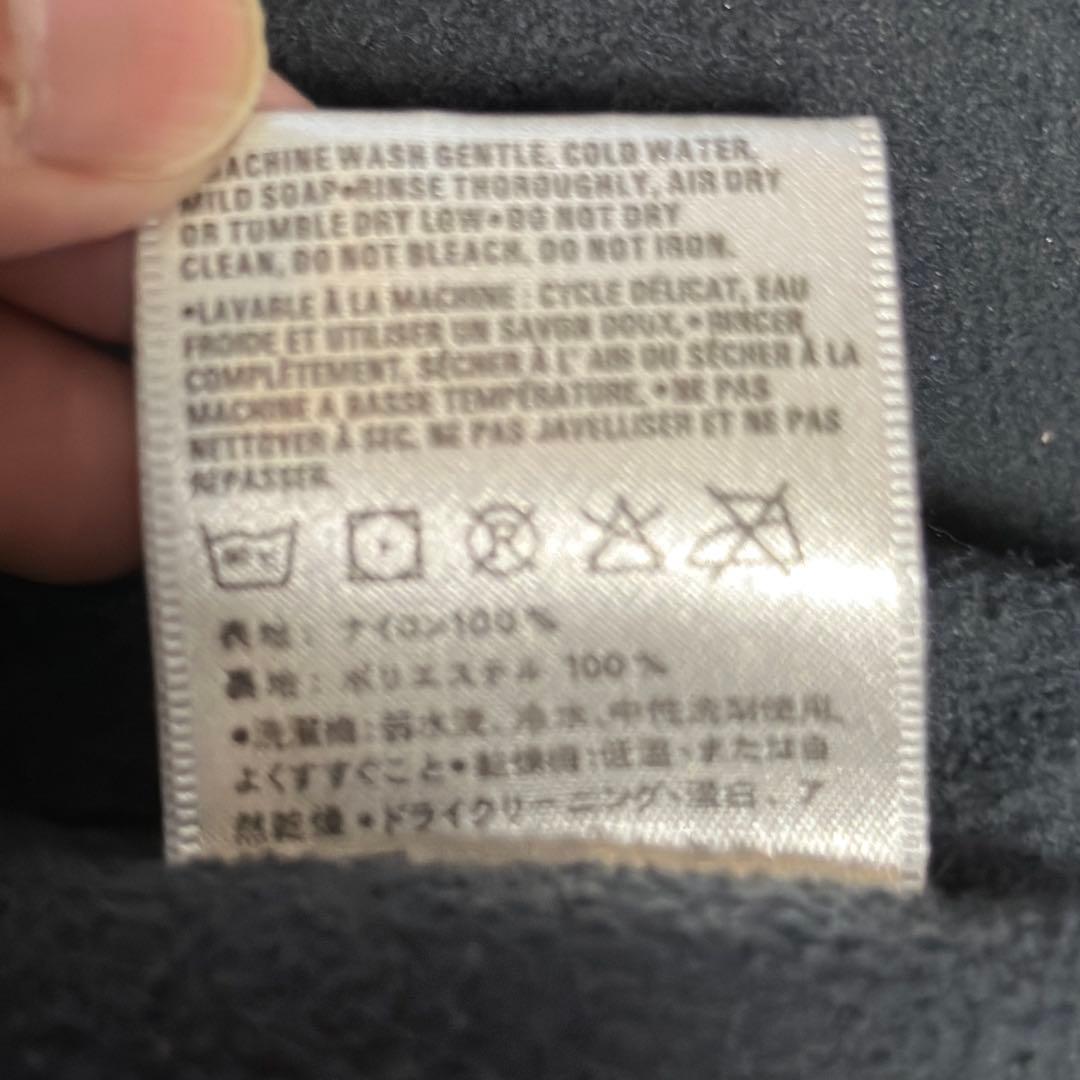 MACHINE WASH GENTLE, COLD WATER,
MILD SOAP•RINSE THOROUGHLY, AIR DRY
OR TUMBLE DRY LOW•DO NOT DRY
CLEAN, DO NOT BLEACH, DO NOT IRON.
•LAVABLE À LA MACHINE : CYCLE DÉLICAT, EAU
FROIDE ET UTILISER UN SAVON DOUX, • RINCER
COMPLÈTEMENT, SÉCHER À L' AIR OU SÉCHER À LA
MACHINE A BASSE TEMPÉRATURE, •NE PAS
NETTOYER À SEC, NE PAS JAVELLISER ET NE PAS
REPASSER.
R
表地: ナイロン100%
裏地: ポリエステル 100%
•洗濯機:弱水流、冷水、中性洗剤使用、
よくすすぐこと•乾燥機:低温、または自
然乾燥 •ドライクリーニング、漂白、ア